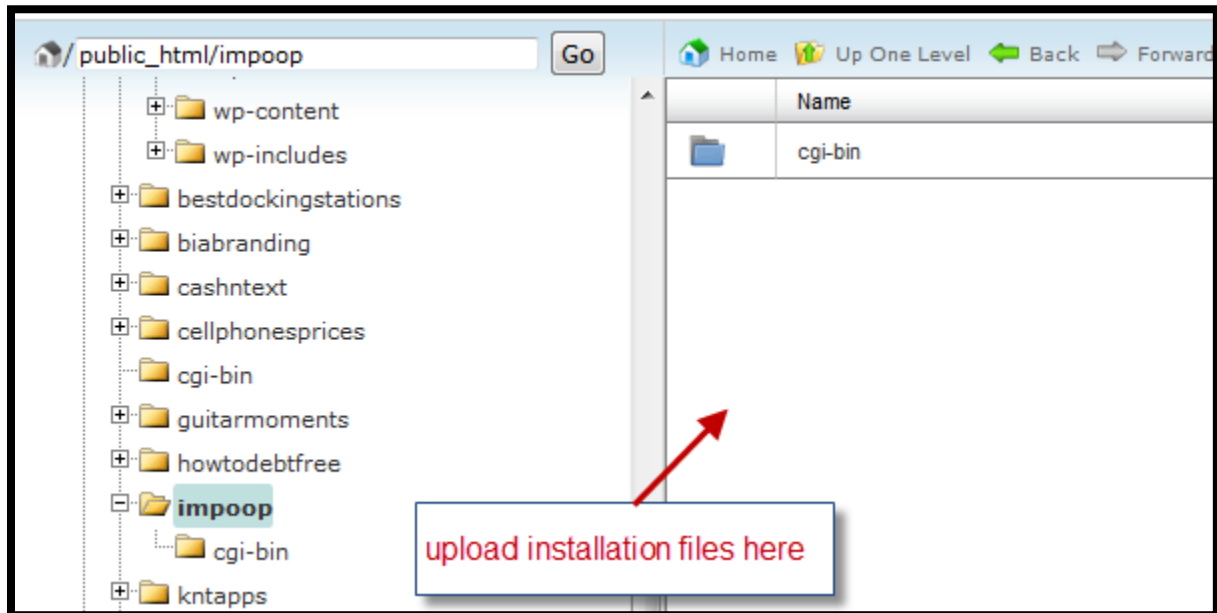 / public_html/impoop Go
wp-content
wp-includes
bestdockingstations
biabranding
cashntext
cellphonesprices
cgi-bin
guitarmoments
howtodebtfree
impoop
cgi-bin
kntapps
Home Up One Level Back Forward
Name
cgi-bin
upload installation files here